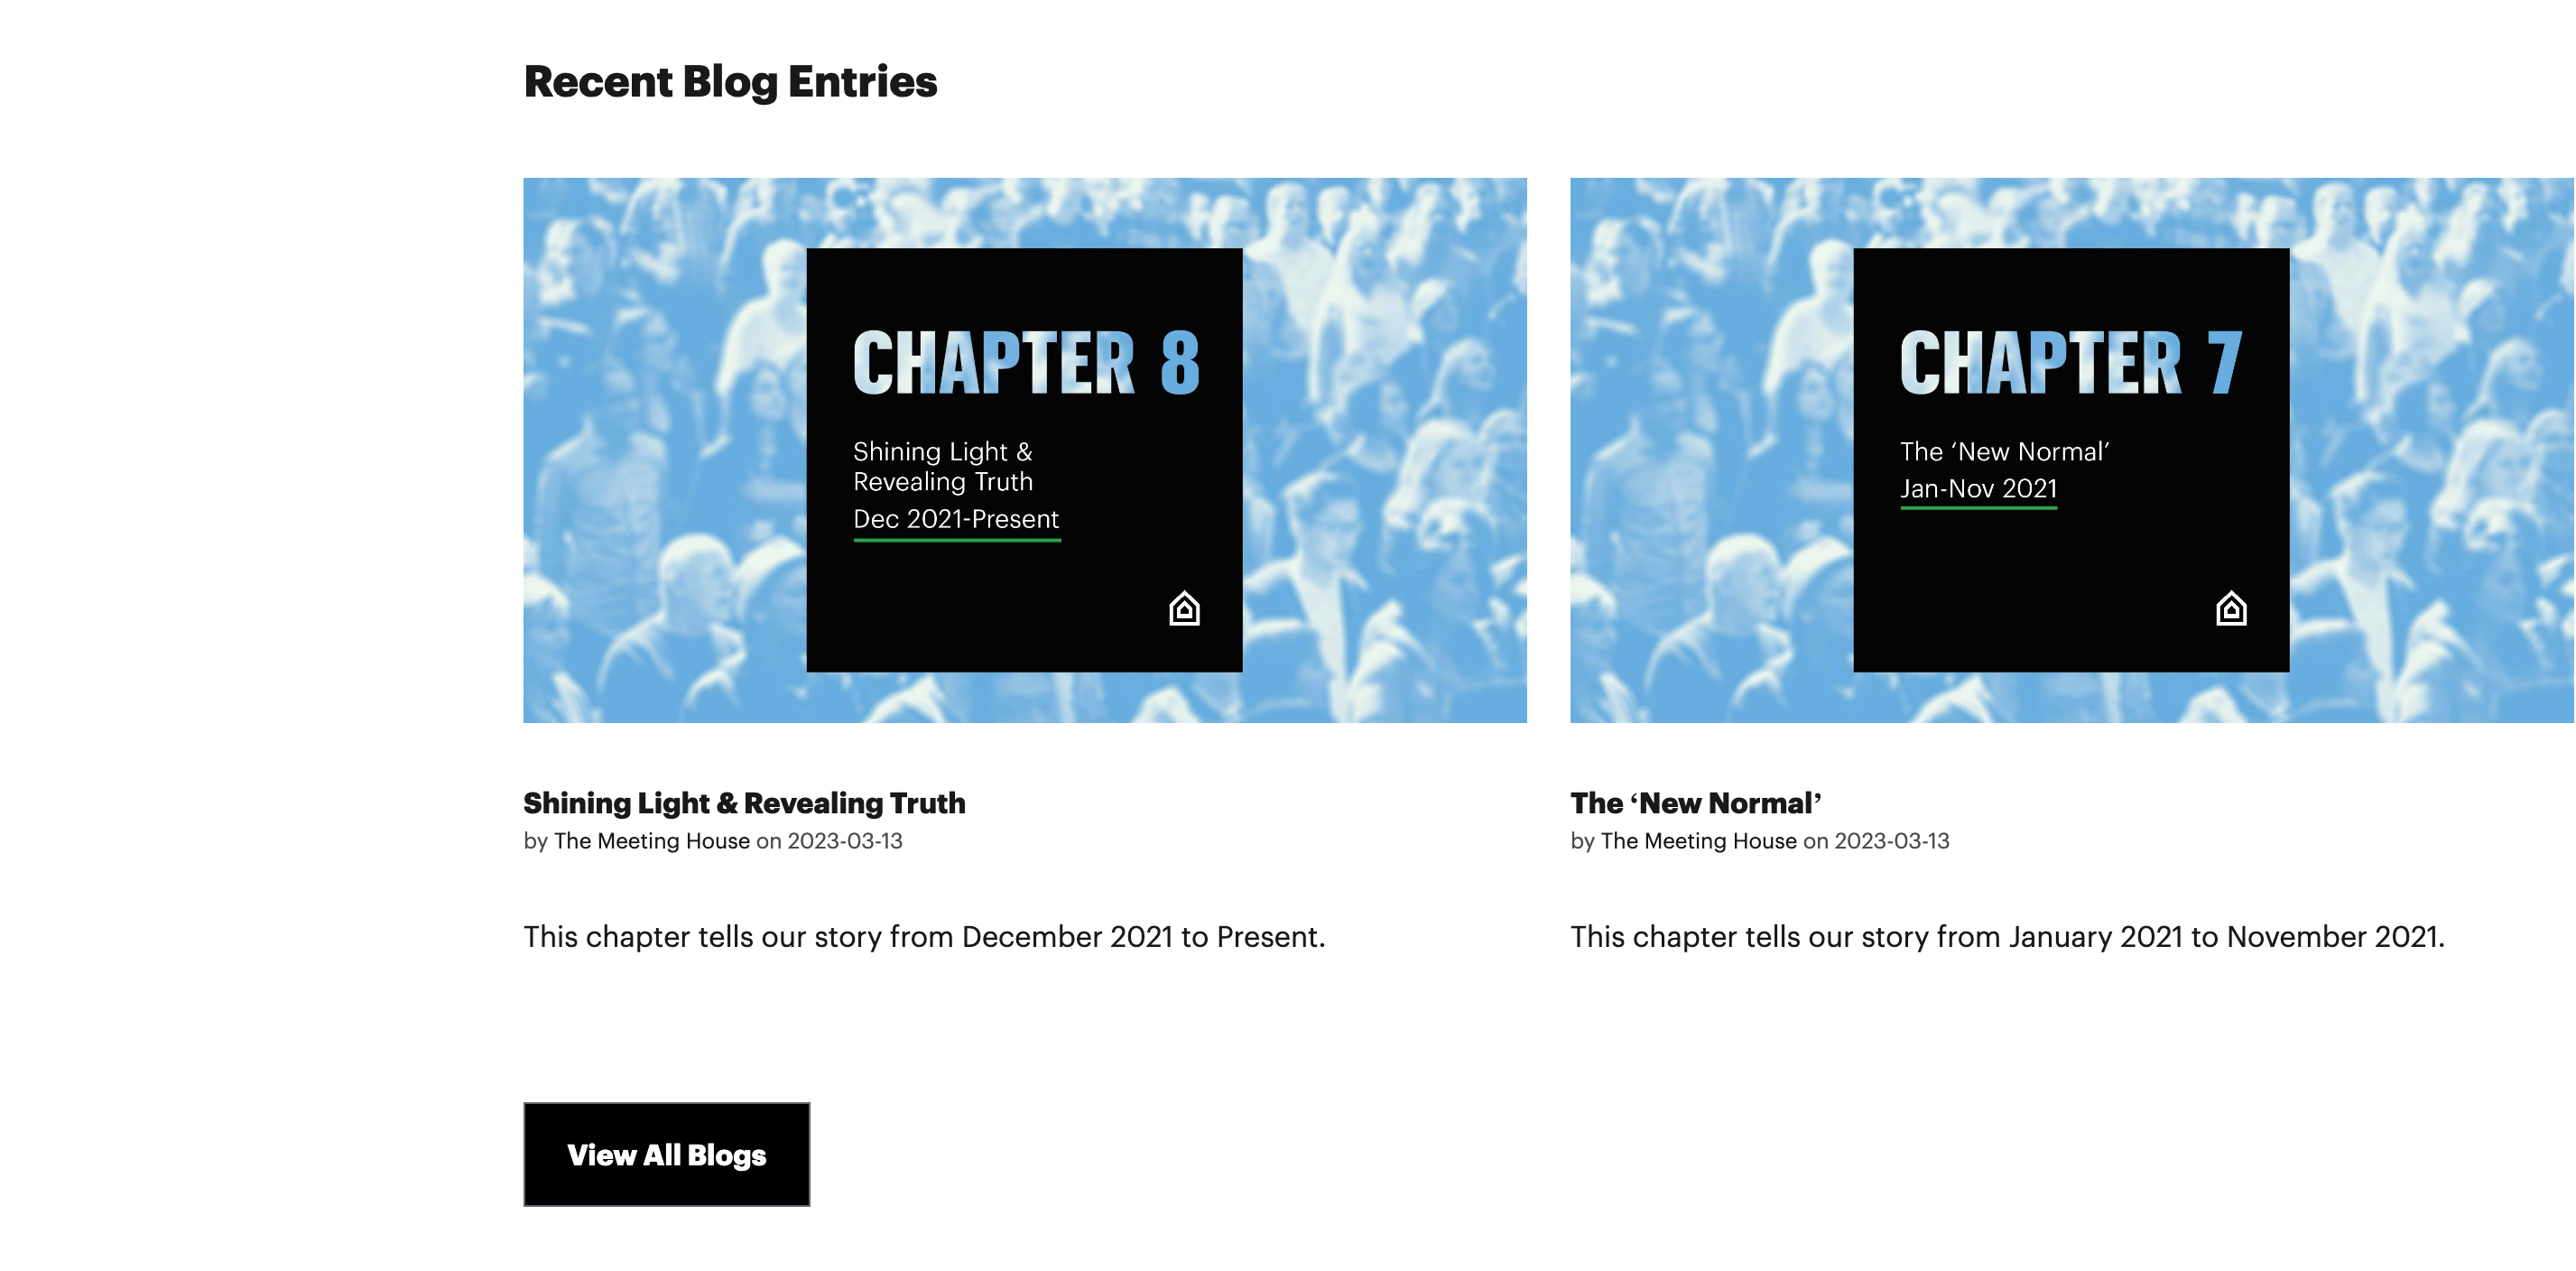 Recent Blog Entries
CHAPTER 8
Shining Light &
Revealing Truth
Dec 2021-Present
CHAPTER 7
The ‘New Normal’
Jan-Nov 2021
Shining Light & Revealing Truth
by The Meeting House on 2023-03-13
This chapter tells our story from December 2021 to Present.
The ‘New Normal’
by The Meeting House on 2023-03-13
This chapter tells our story from January 2021 to November 2021.
View All Blogs